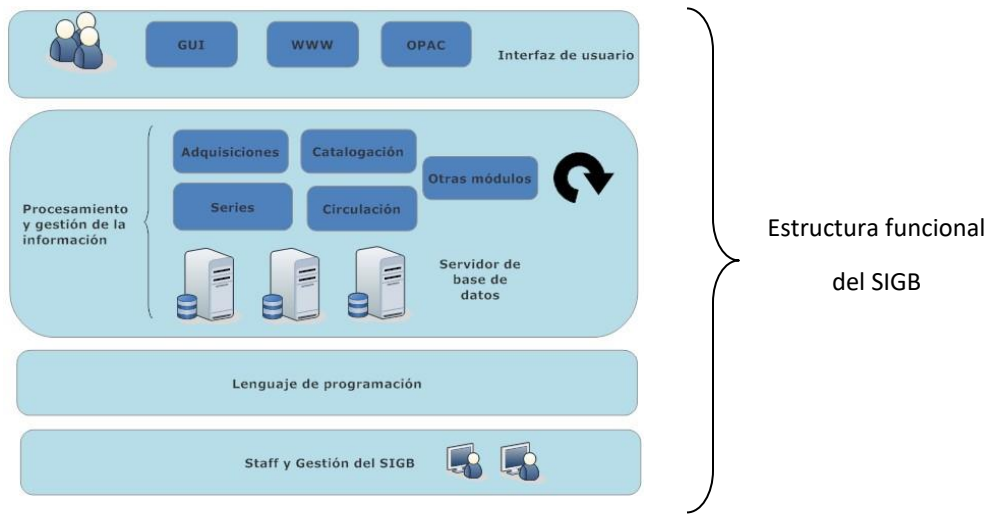 GUI
WWW
OPAC
Interfaz de usuario
Procesamiento
y gestión de la
información
Adquisiciones
Catalogación
Series
Circulación
Otras módulos
Servidor de
base de
datos
Lenguaje de programación
Staff y Gestión del SIGB
Estructura funcional
del SIGB